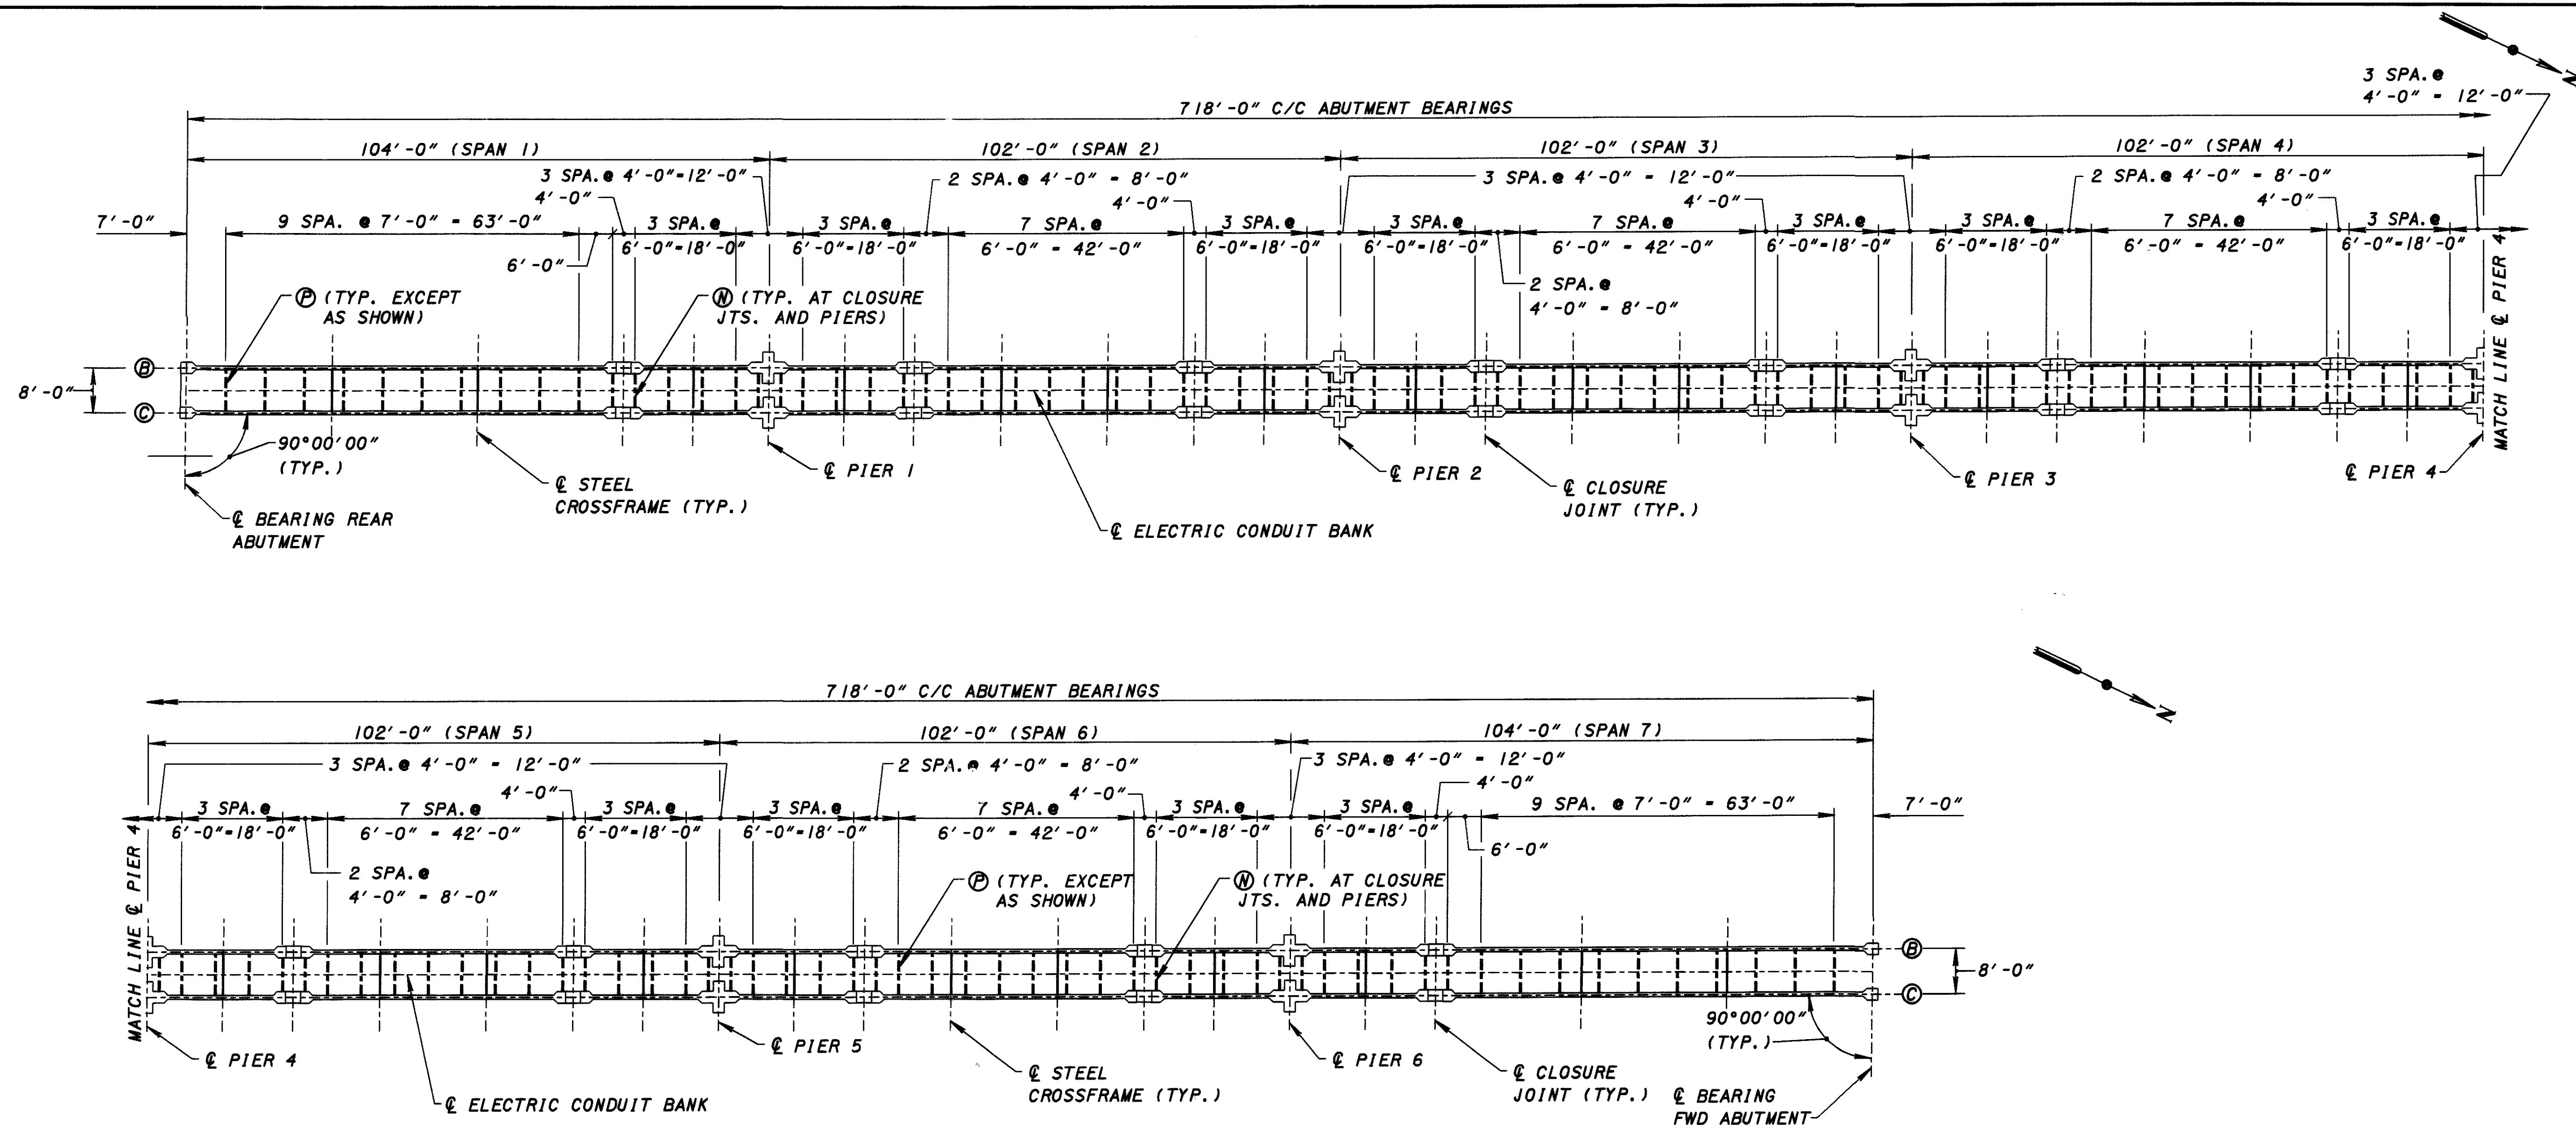 3 SPA.@
4'-0" = 12'-0"
N
718'-0" C/C ABUTMENT BEARINGS
104'-0" (SPAN 1)
102'-0" (SPAN 2)
102'-0" (SPAN 3)
102'-0" (SPAN 4)
3 SPA.@ 4'-0"=12'-0"
2 SPA.@ 4'-0" = 8'-0"
3 SPA.@ 4'-0" = 12'-0"
2 SPA.@ 4'-0" = 8'-0"
4'-0"
4'-0"
4'-0"
4'-0"
7'-0"
9 SPA. @ 7'-0" = 63'-0"
3 SPA.@
6'-0"=18'-0"
3 SPA.@
6'-0"=18'-0"
7 SPA.@
6'-0" = 42'-0"
3 SPA.@
6'-0"=18'-0"
3 SPA.@
6'-0"=18'-0"
7 SPA.@
6'-0" = 42'-0"
3 SPA.@
6'-0"=18'-0"
3 SPA.@
6'-0"=18'-0"
7 SPA.@
6'-0" = 42'-0"
3 SPA.@
6'-0"=18'-0"
6'-0"
2 SPA.@
4'-0" = 8'-0"
P (TYP. EXCEPT
AS SHOWN)
N (TYP. AT CLOSURE
JTS. AND PIERS)
MATCH LINE ℄ PIER 4
B
8'-0"
C
90°00'00"
(TYP.)
℄ PIER 1
℄ PIER 2
℄ PIER 3
℄ PIER 4
℄ STEEL
CROSSFRAME (TYP.)
℄ CLOSURE
JOINT (TYP.)
℄ BEARING REAR
ABUTMENT
℄ ELECTRIC CONDUIT BANK
N
718'-0" C/C ABUTMENT BEARINGS
102'-0" (SPAN 5)
102'-0" (SPAN 6)
104'-0" (SPAN 7)
3 SPA.@ 4'-0" = 12'-0"
2 SPA.@ 4'-0" = 8'-0"
3 SPA.@ 4'-0" = 12'-0"
4'-0"
4'-0"
4'-0"
3 SPA.@
6'-0"=18'-0"
7 SPA.@
6'-0" = 42'-0"
3 SPA.@
6'-0"=18'-0"
3 SPA.@
6'-0"=18'-0"
7 SPA.@
6'-0" = 42'-0"
3 SPA.@
6'-0"=18'-0"
3 SPA.@
6'-0"=18'-0"
9 SPA. @ 7'-0" = 63'-0"
7'-0"
6'-0"
2 SPA.@
4'-0" = 8'-0"
P (TYP. EXCEPT
AS SHOWN)
N (TYP. AT CLOSURE
JTS. AND PIERS)
MATCH LINE ℄ PIER 4
B
8'-0"
C
90°00'00"
(TYP.)
℄ PIER 4
℄ PIER 5
℄ PIER 6
℄ STEEL
CROSSFRAME (TYP.)
℄ CLOSURE
JOINT (TYP.)
℄ BEARING
FWD ABUTMENT
℄ ELECTRIC CONDUIT BANK